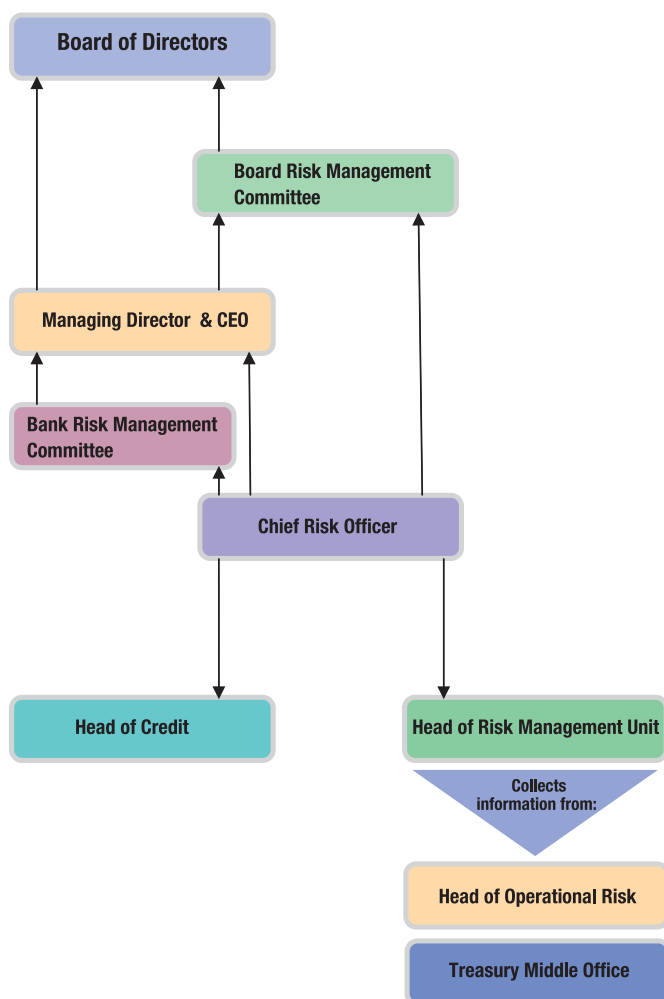 Board of Directors
Board Risk Management
Committee
Managing Director & CEO
Bank Risk Management
Committee
Chief Risk Officer
Head of Credit
Head of Risk Management Unit
Collects
information from:
Head of Operational Risk
Treasury Middle Office